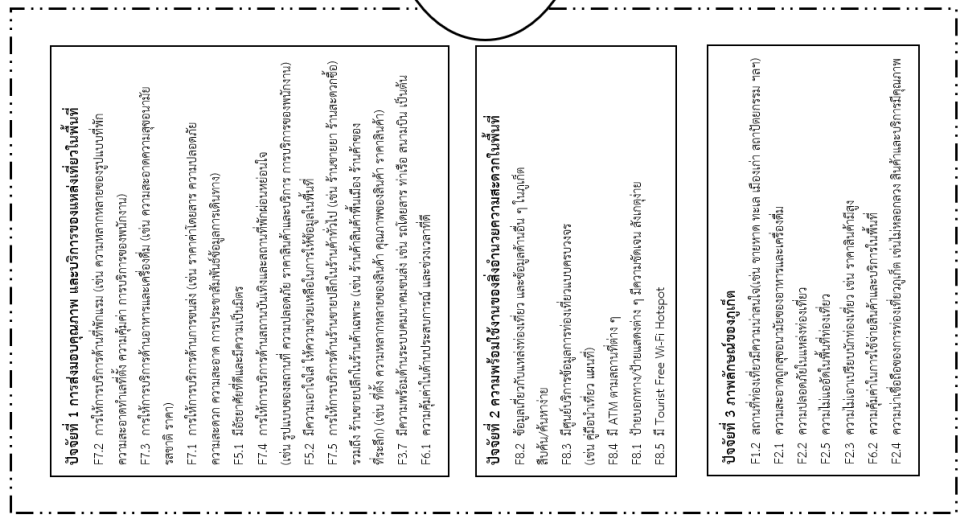 ปัจจัยที่ 1 การส่งมอบคุณภาพ และบริการของแหล่งเที่ยวในพื้นที่
F7.2 การให้บริการด้านที่พักแรม (เช่น ความหลากหลายของรูปแบบที่พัก
ความสะอาดทำเลที่ตั้ง ความคุ้มค่า การบริการของพนักงาน)
F7.3 การให้บริการด้านอาหารและเครื่องดื่ม (เช่น ความสะอาดความสุขอนามัย
รสชาติ ราคา)
F7.1 การให้บริการด้านการขนส่ง (เช่น ราคาค่าโดยสาร ความปลอดภัย
ความสะดวก ความสะอาด การประชาสัมพันธ์ข้อมูลการเดินทาง)
F5.1 มีอัธยาศัยที่ดีและมีความเป็นมิตร
F7.4 การให้บริการด้านสถานบันเทิงและสถานที่พักผ่อนหย่อนใจ
(เช่น รูปแบบของสถานที่ ความปลอดภัย ราคาสินค้าและบริการ การบริการของพนักงาน)
F5.2 มีความเอาใจใส่ ให้ความช่วยเหลือในการให้ข้อมูลในพื้นที่
F7.5 การให้บริการด้านร้านขายปลีกในร้านค้าทั่วไป (เช่น ร้านขายยา ร้านสะดวกซื้อ)
รวมถึง ร้านขายปลีกในร้านค้าเฉพาะ (เช่น ร้านค้าสินค้าพื้นเมือง ร้านค้าของ
ที่ระลึก) (เช่น ที่ตั้ง ความหลากหลายของสินค้า คุณภาพของสินค้า ราคาสินค้า)
F3.7 มีความพร้อมด้านระบบคมนาคมขนส่ง เช่น รถโดยสาร ท่าเรือ สนามบิน เป็นต้น
F6.1 ความคุ้มค่าในด้านประสบการณ์ และช่วงเวลาที่ดี
ปัจจัยที่ 2 ความพร้อมใช้งานของสิ่งอำนวยความสะดวกในพื้นที่
F8.2 ข้อมูลเกี่ยวกับแหล่งท่องเที่ยว และข้อมูลด้านอื่น ๆ ในภูเก็ต
สืบค้น/ค้นหาง่าย
F8.3 มีศูนย์บริการข้อมูลการท่องเที่ยวแบบครบวงจร
(เช่น คู่มือนำเที่ยว แผนที่)
F8.4 มี ATM ตามสถานที่ต่าง ๆ
F8.1 ป้ายบอกทาง/ป้ายแสดงต่าง ๆ มีความชัดเจน สังเกตุง่าย
F8.5 มี Tourist Free Wi-Fi Hotspot
ปัจจัยที่ 3 ภาพลักษณ์ของภูเก็ต
F1.2 สถานที่ท่องเที่ยวมีความน่าสนใจ(เช่น ชายหาด ทะเล เมืองเก่า สถาปัตยกรรม ฯลฯ)
F2.1 ความสะอาดถูกสุขอนามัยของอาหารและเครื่องดื่ม
F2.2 ความปลอดภัยในแหล่งท่องเที่ยว
F2.5 ความไม่แออัดในพื้นที่ท่องเที่ยว
F2.3 ความไม่เอาเปรียบนักท่องเที่ยว เช่น ราคาสินค้ามีสูง
F6.2 ความคุ้มค่าในการใช้จ่ายสินค้าและบริการในพื้นที่
F2.4 ความน่าเชื่อถือของการท่องเที่ยวภูเก็ต เช่นไม่หลอกลวง สินค้าและบริการมีคุณภาพ